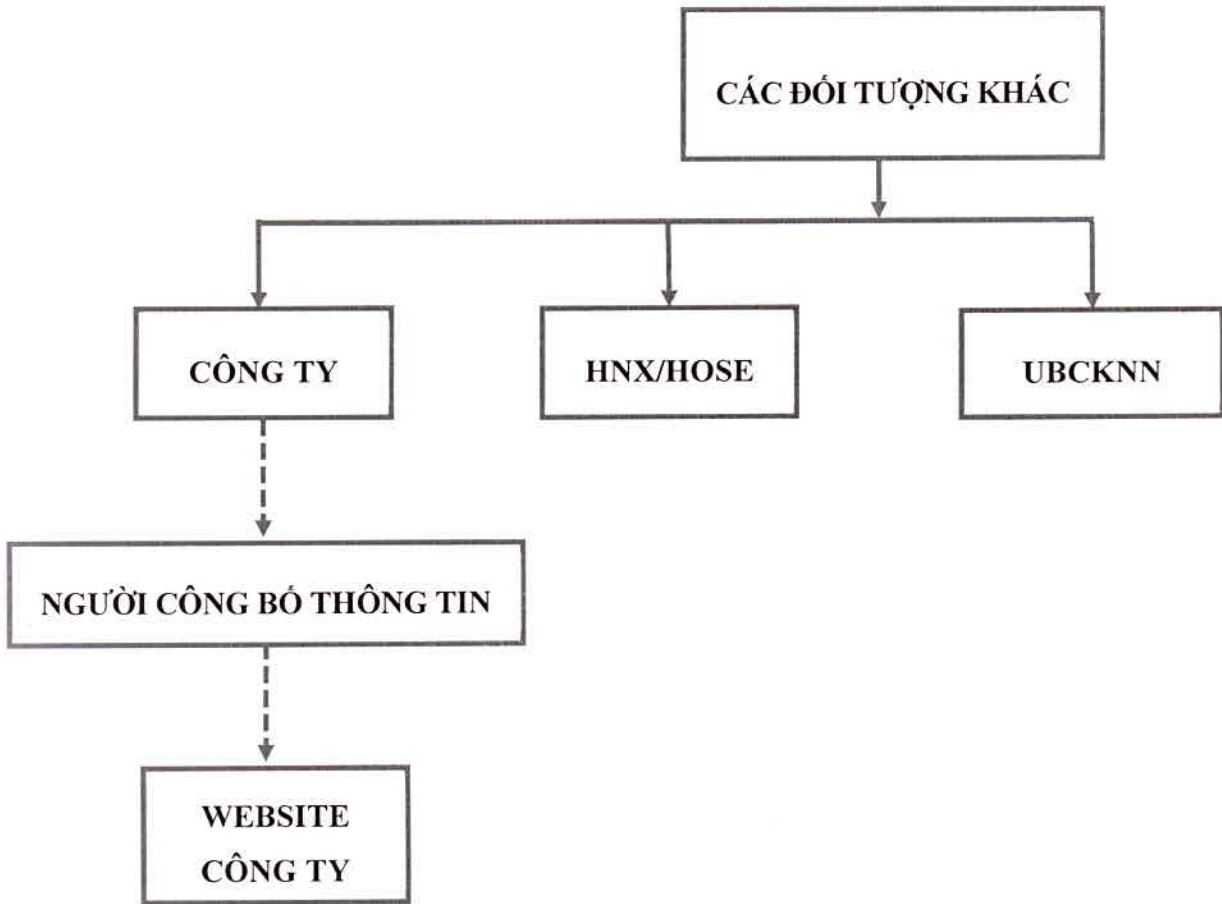 CÁC ĐỐI TƯỢNG KHÁC
CÔNG TY
HNX/HOSE
UBCKNN
NGƯỜI CÔNG BỐ THÔNG TIN
WEBSITE
CÔNG TY